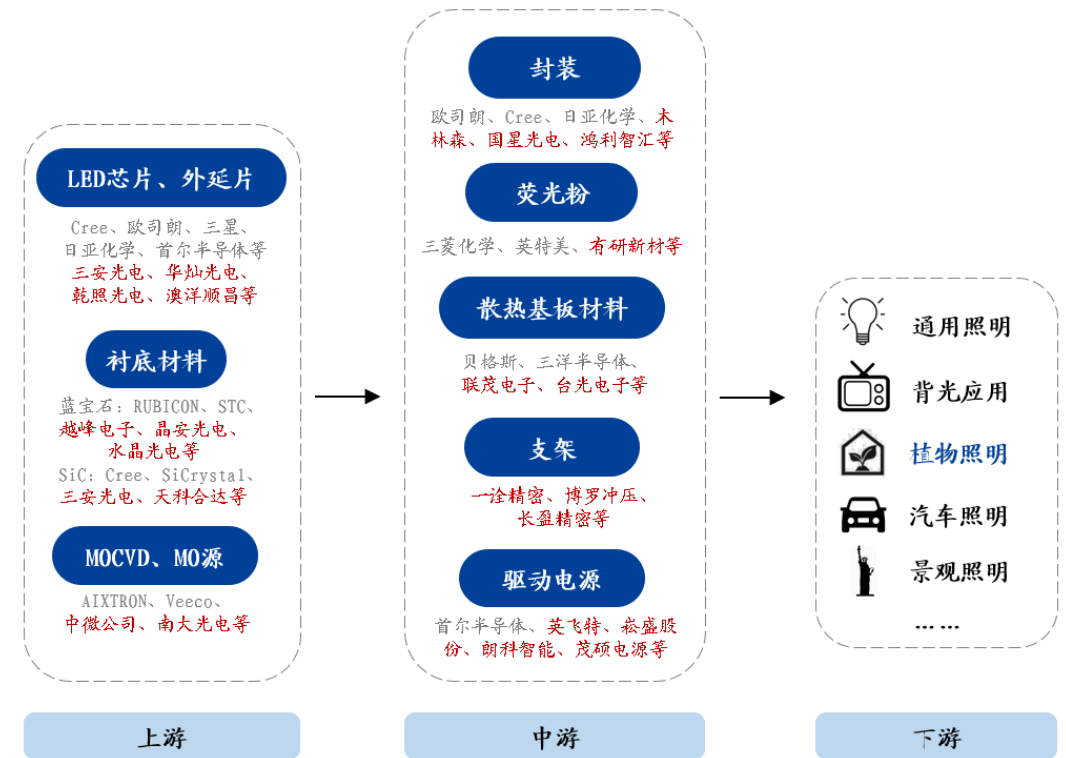 LED芯片、外延片
Cree、欧司朗、三星、
日亚化学、首尔半导体等
三安光电、华灿光电、
乾照光电、澳洋顺昌等
衬底材料
蓝宝石：RUBICON、STC、
越峰电子、晶安光电、
水晶光电等
SiC：Cree、SiCrystal、
三安光电、天科合达等
MOCVD、MO源
AIXTRON、Veeco、
中微公司、南大光电等
上游
封装
欧司朗、Cree、日亚化学、木
林森、国星光电、鸿利智汇等
荧光粉
三菱化学、英特美、有研新材等
散热基板材料
贝格斯、三洋半导体、
联茂电子、台光电子等
支架
一诠精密、博罗冲压、
长盈精密等
驱动电源
首尔半导体、英飞特、崧盛股
份、朗科智能、茂硕电源等
中游
通用照明
背光应用
植物照明
汽车照明
景观照明
……
下游